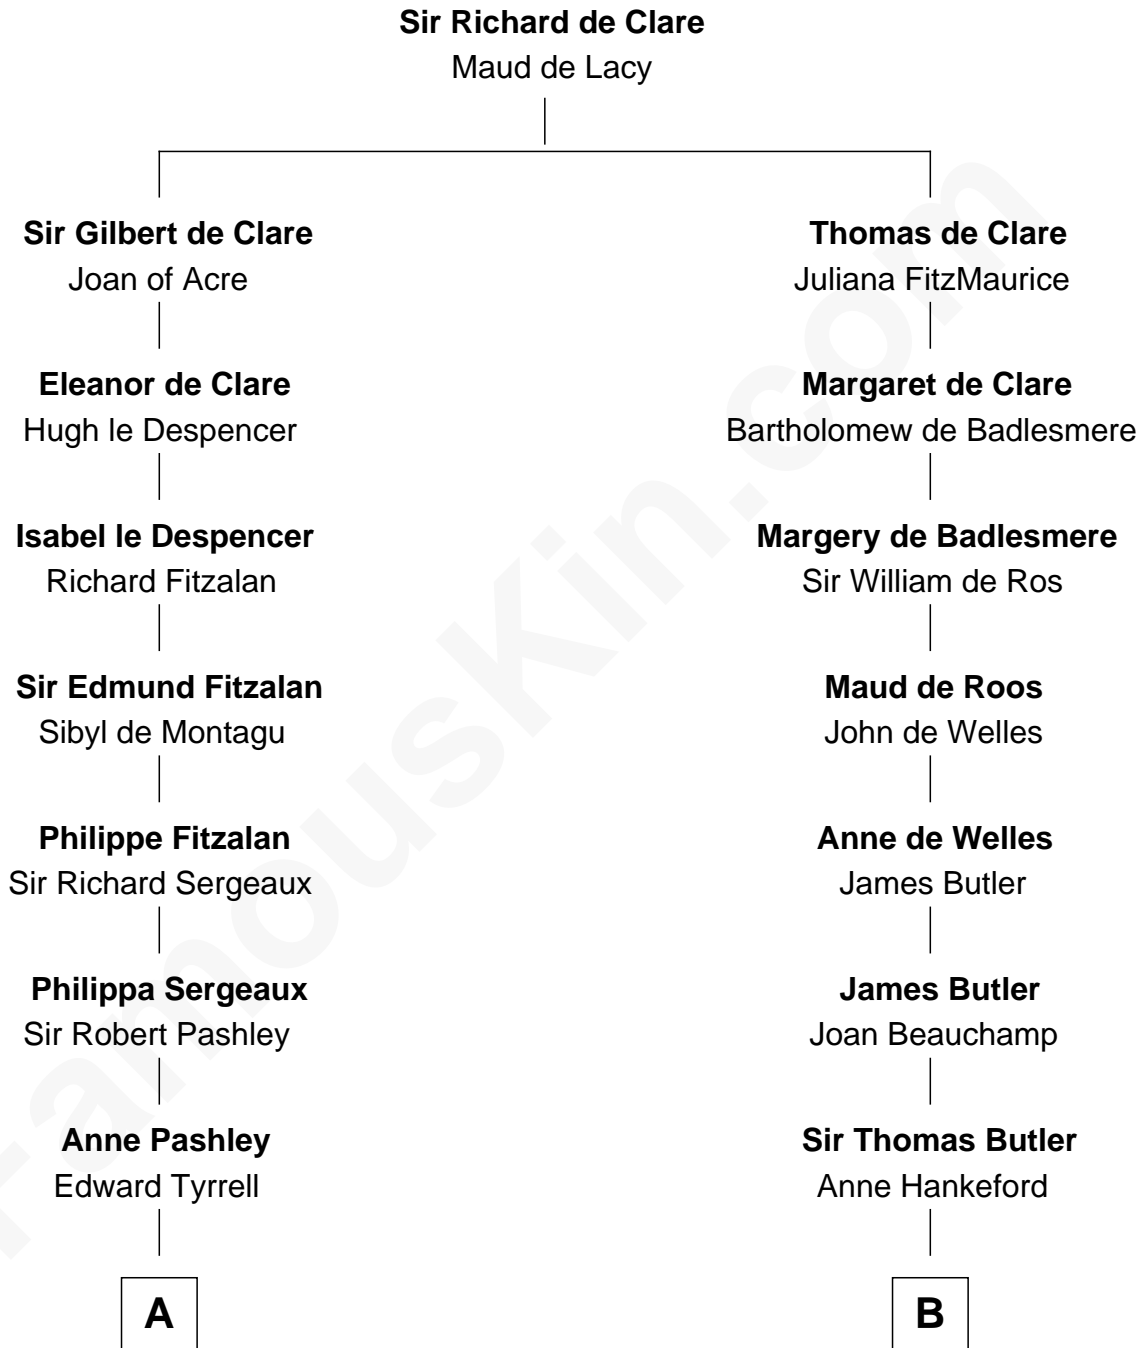 Sir Richard de Clare
Maud de Lacy
Sir Gilbert de Clare
Joan of Acre
Thomas de Clare
Juliana FitzMaurice
Eleanor de Clare
Hugh le Despencer
Margaret de Clare
Bartholomew de Badlesmere
Isabel le Despencer
Richard Fitzalan
Margery de Badlesmere
Sir William de Ros
Sir Edmund Fitzalan
Sibyl de Montagu
Maud de Roos
John de Welles
Philippe Fitzalan
Sir Richard Sergeaux
Anne de Welles
James Butler
Philippa Sergeaux
Sir Robert Pashley
James Butler
Joan Beauchamp
Anne Pashley
Edward Tyrrell
Sir Thomas Butler
Anne Hankeford
A
B
FamousKin.com